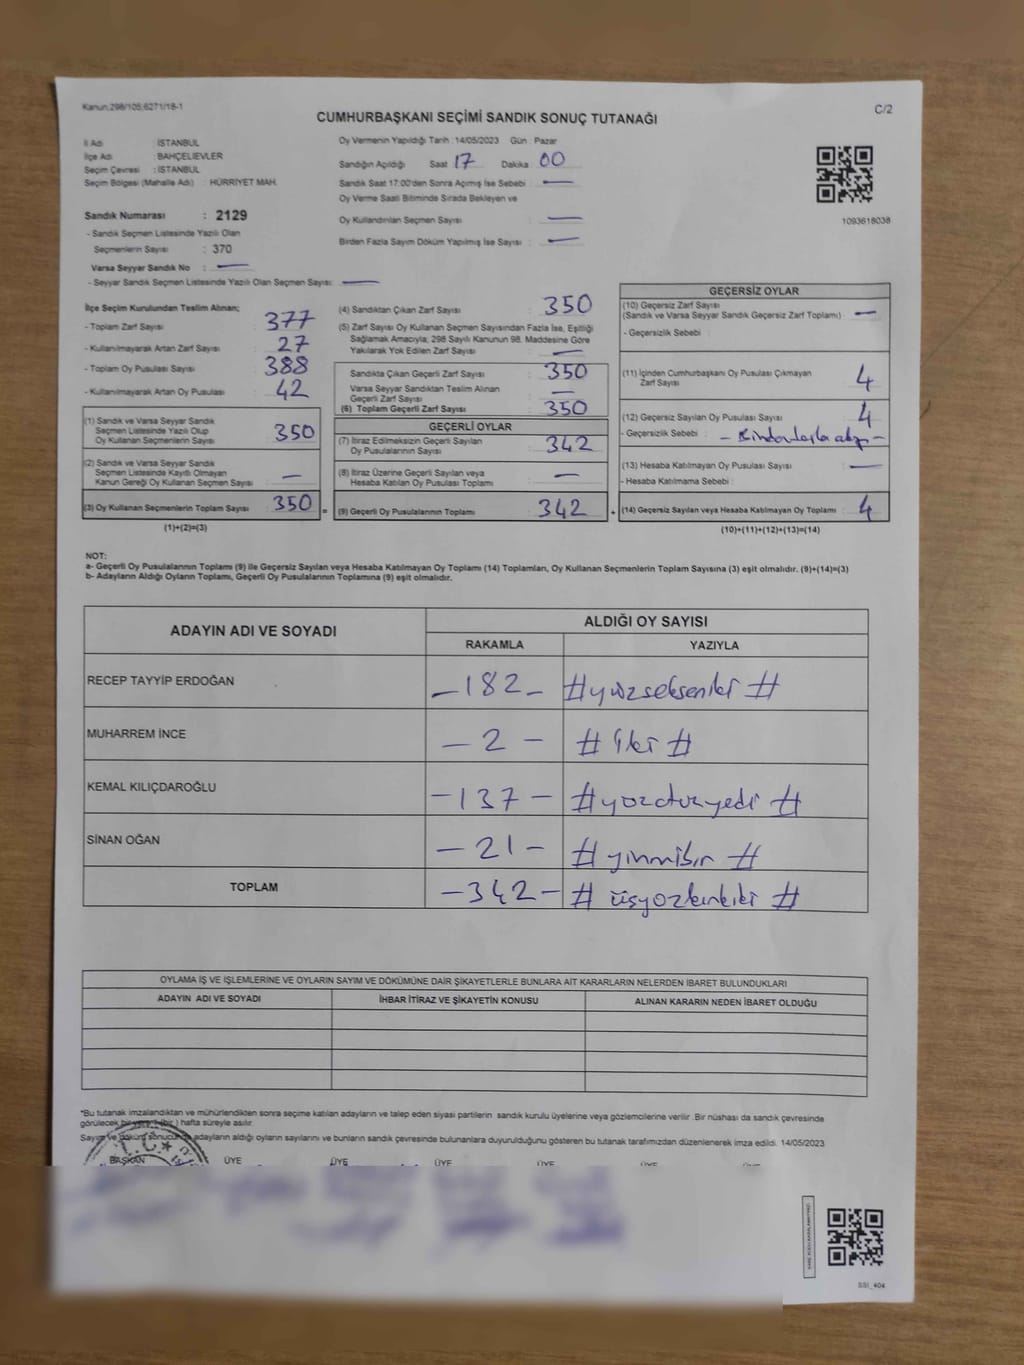 Kanun.298/105;6271/18-1
C/2
CUMHURBAŞKANI SEÇİMİ SANDIK SONUÇ TUTANAĞI
İl Adı : İSTANBUL
İlçe Adı : BAHÇELİEVLER
Seçim Çevresi : İSTANBUL
Seçim Bölgesi (Mahalle Adı) : HÜRRİYET MAH.
Sandık Numarası : 2129
- Sandık Seçmen Listesinde Yazılı Olan
Seçmenlerin Sayısı : 370
Varsa Seyyar Sandık No : —
- Seyyar Sandık Seçmen Listesinde Yazılı Olan Seçmen Sayısı: —
Oy Vermenin Yapıldığı Tarih :14/05/2023 Gün : Pazar
Sandığın Açıldığı Saat 17 Dakika 00
Sandık Saat 17:00'den Sonra Açımış İse Sebebi : —
Oy Verme Saati Bitiminde Sırada Bekleyen ve
Oy Kullandırılan Seçmen Sayısı : —
Birden Fazla Sayım Döküm Yapılmış İse Sayısı : —
1093618038
İlçe Seçim Kurulundan Teslim Alınan;
- Toplam Zarf Sayısı : 377
- Kullanılmayarak Artan Zarf Sayısı : 27
- Toplam Oy Pusulası Sayısı : 388
- Kullanılmayarak Artan Oy Pusulası : 42
(1) Sandık ve Varsa Seyyar Sandık
Seçmen Listesinde Yazılı Olup
Oy Kullanan Seçmenlerin Sayısı : 350
(2) Sandık ve Varsa Seyyar Sandık
Seçmen Listesinde Kayıtlı Olmayan
Kanun Gereği Oy Kullanan Seçmen Sayısı : —
(3) Oy Kullanan Seçmenlerin Toplam Sayısı : 350 =
(1)+(2)=(3)
(4) Sandıktan Çıkan Zarf Sayısı : 350
(5) Zarf Sayısı Oy Kullanan Seçmen Sayısından Fazla İse, Eşitliği
Sağlamak Amacıyla, 298 Sayılı Kanunun 98. Maddesine Göre
Yakılarak Yok Edilen Zarf Sayısı : —
Sandıkta Çıkan Geçerli Zarf Sayısı : 350
Varsa Seyyar Sandıktan Teslim Alınan
Geçerli Zarf Sayısı : —
(6) Toplam Geçerli Zarf Sayısı : 350
GEÇERLİ OYLAR
(7) İtiraz Edilmeksizin Geçerli Sayılan
Oy Pusulalarının Sayısı : 342
(8) İtiraz Üzerine Geçerli Sayılan veya
Hesaba Katılan Oy Pusulası Toplamı : —
(9) Geçerli Oy Pusulalarının Toplamı : 342 +
GEÇERSİZ OYLAR
(10) Geçersiz Zarf Sayısı
(Sandık ve Varsa Seyyar Sandık Geçersiz Zarf Toplamı) : —
- Geçersizlik Sebebi :
(11) İçinden Cumhurbaşkanı Oy Pusulası Çıkmayan
Zarf Sayısı : 4
(12) Geçersiz Sayılan Oy Pusulası Sayısı : 4
- Geçersizlik Sebebi :
(13) Hesaba Katılmayan Oy Pusulası Sayısı : —
- Hesaba Katılmama Sebebi :
(14) Geçersiz Sayılan veya Hesaba Katılmayan Oy Toplamı : 4
(10)+(11)+(12)+(13)=(14)
NOT:
a- Geçerli Oy Pusulalarının Toplamı (9) ile Geçersiz Sayılan veya Hesaba Katılmayan Oy Toplamı (14) Toplamları, Oy Kullanan Seçmenlerin Toplam Sayısına (3) eşit olmalıdır. (9)+(14)=(3)
b- Adayların Aldığı Oyların Toplamı, Geçerli Oy Pusulalarının Toplamına (9) eşit olmalıdır.
ADAYIN ADI VE SOYADI
ALDIĞI OY SAYISI
RAKAMLA YAZIYLA
RECEP TAYYİP ERDOĞAN –182– #yüzsekseniki #
MUHARREM İNCE – 2 – # iki #
KEMAL KILIÇDAROĞLU –137– #yüzotuzyedi #
SİNAN OĞAN –21– # yirmibir #
TOPLAM –342– # üçyüzkırkiki #
OYLAMA İŞ VE İŞLEMLERİNE VE OYLARIN SAYIM VE DÖKÜMÜNE DAİR ŞİKAYETLERLE BUNLARA AİT KARARLARIN NELERDEN İBARET BULUNDUKLARI
ADAYIN ADI VE SOYADI İHBAR İTİRAZ VE ŞİKAYETİN KONUSU ALINAN KARARIN NEDEN İBARET OLDUĞU
*Bu tutanak imzalandıktan ve mühürlendikten sonra seçime katılan adayların ve talep eden siyasi partilerin sandık kurulu üyelerine veya gözlemcilerine verilir .Bir nüshası da sandık çevresinde
görülecek bir yere 1 (bir ) hafta süreyle asılır.
Sayım ve döküm sonucunda adayların aldığı oyların sayılarını ve bunların sandık çevresinde bulunanlara duyurulduğunu gösteren bu tutanak tarafımızdan düzenlenerek imza edildi. 14/05/2023
T.C.
BAŞKAN ÜYE ÜYE ÜYE ÜYE ÜYE ÜYE
SSI_404